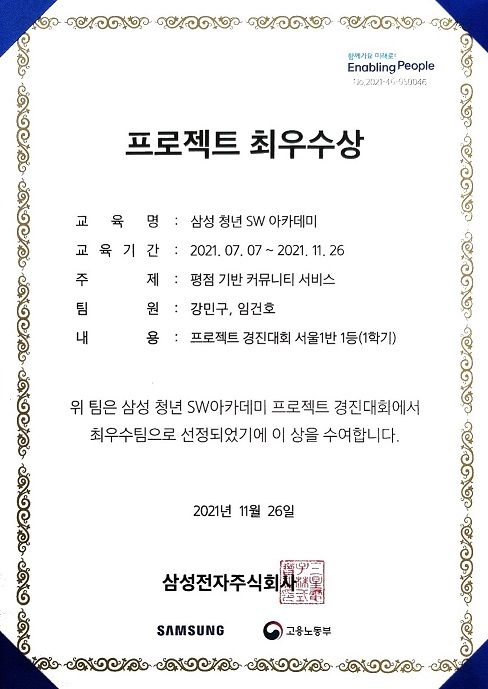 함께가요 미래로!
Enabling People
프로젝트 최우수상
교 육 명 : 삼성 청년 SW 아카데미
교 육 기 간 : 2021. 07. 07 ~ 2021. 11. 26
주 제 : 평점 기반 커뮤니티 서비스
팀 원 : 강민구, 임건호
내 용 : 프로젝트 경진대회 서울1반 1등(1학기)
위 팀은 삼성 청년 SW아카데미 프로젝트 경진대회에서
최우수팀으로 선정되었기에 이 상을 수여합니다.
2021년 11월 26일
삼성전자주식회사
SAMSUNG 고용노동부